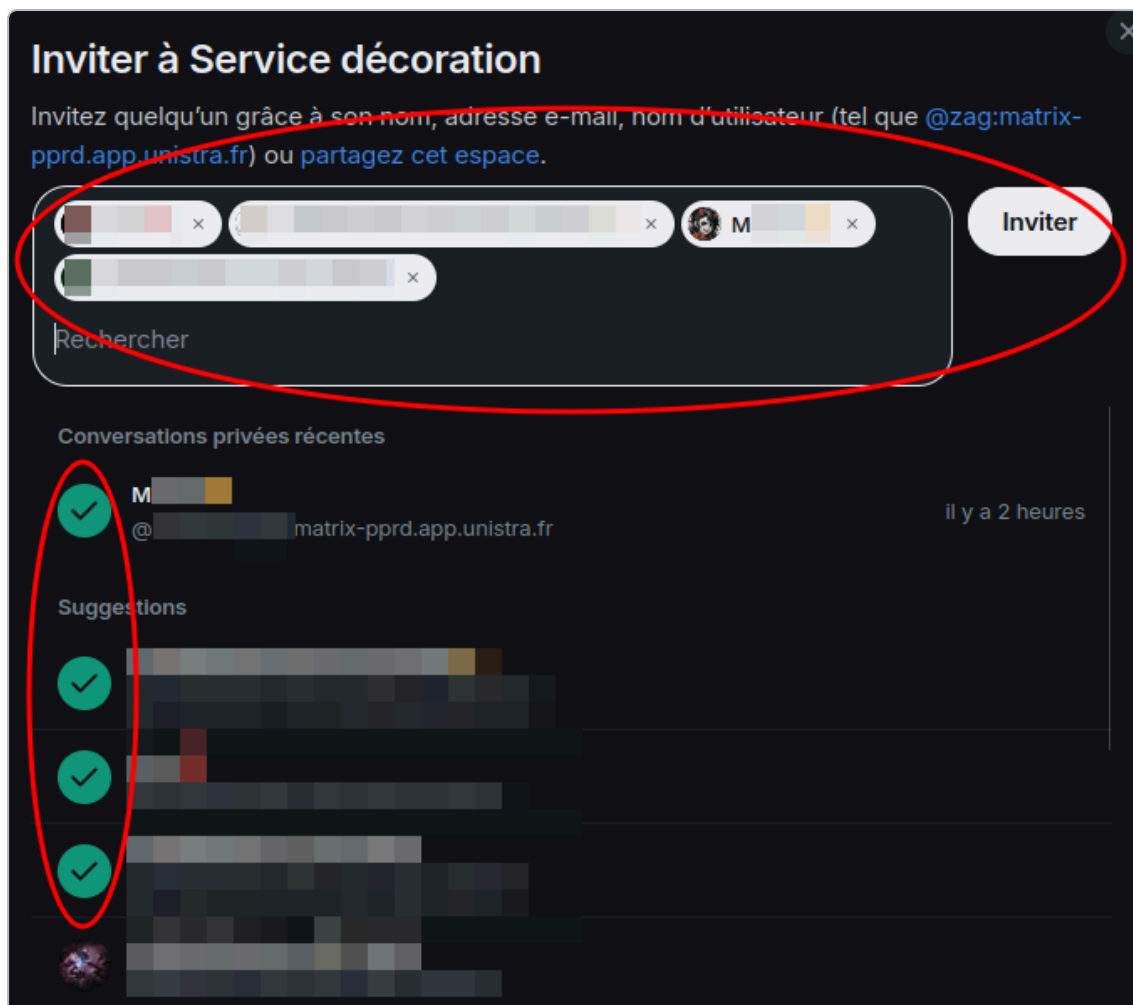 Inviter à Service décoration
Invitez quelqu’un grâce à son nom, adresse e-mail, nom d’utilisateur (tel que @zag:matrix-
pprd.app.unistra.fr) ou partagez cet espace.
M
Inviter
Rechercher
Conversations privées récentes
M
@ matrix-pprd.app.unistra.fr
il y a 2 heures
Suggestions